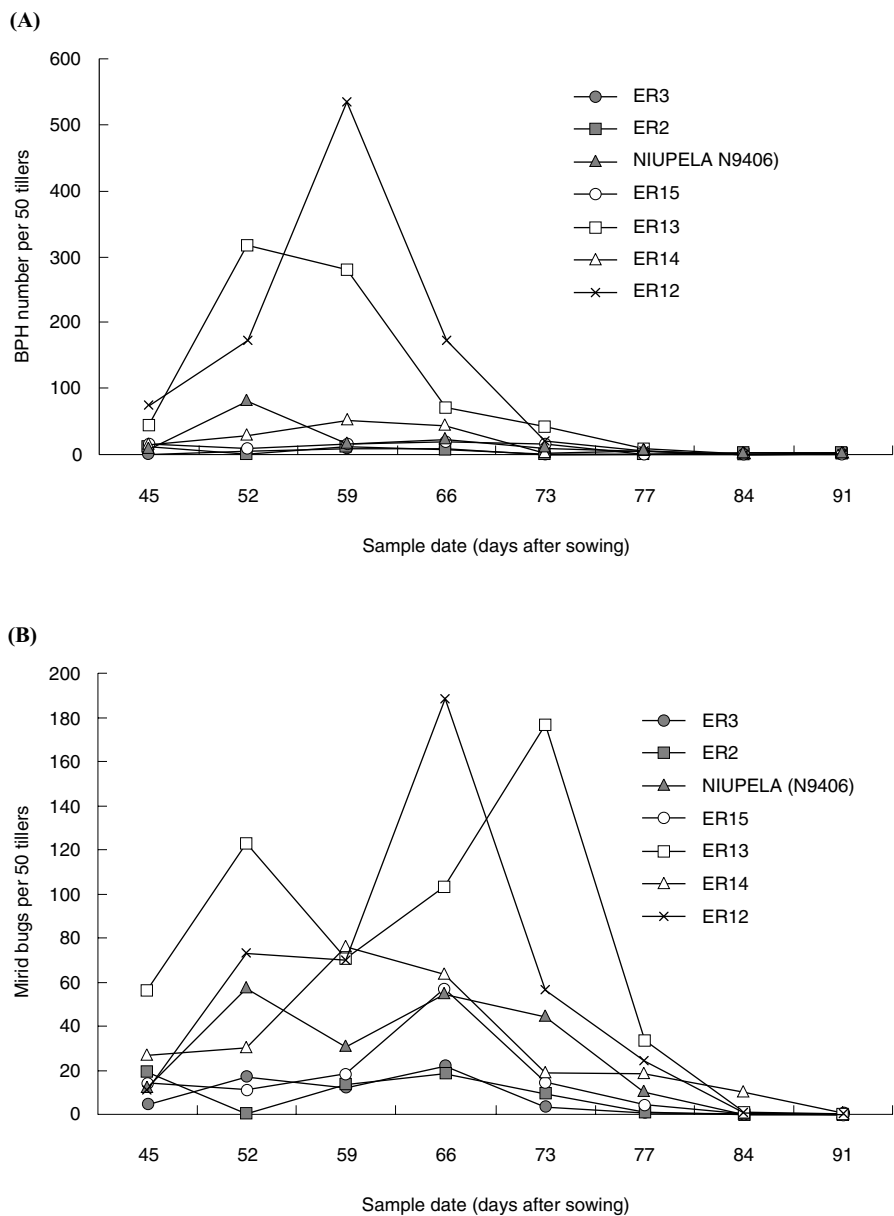 (A)
BPH number per 50 tillers
600
500
400
300
200
100
0
ER3
ER2
NIUPELA N9406)
ER15
ER13
ER14
ER12
45 52 59 66 73 77 84 91
Sample date (days after sowing)
(B)
Mirid bugs per 50 tillers
200
180
160
140
120
100
80
60
40
20
0
ER3
ER2
NIUPELA (N9406)
ER15
ER13
ER14
ER12
45 52 59 66 73 77 84 91
Sample date (days after sowing)